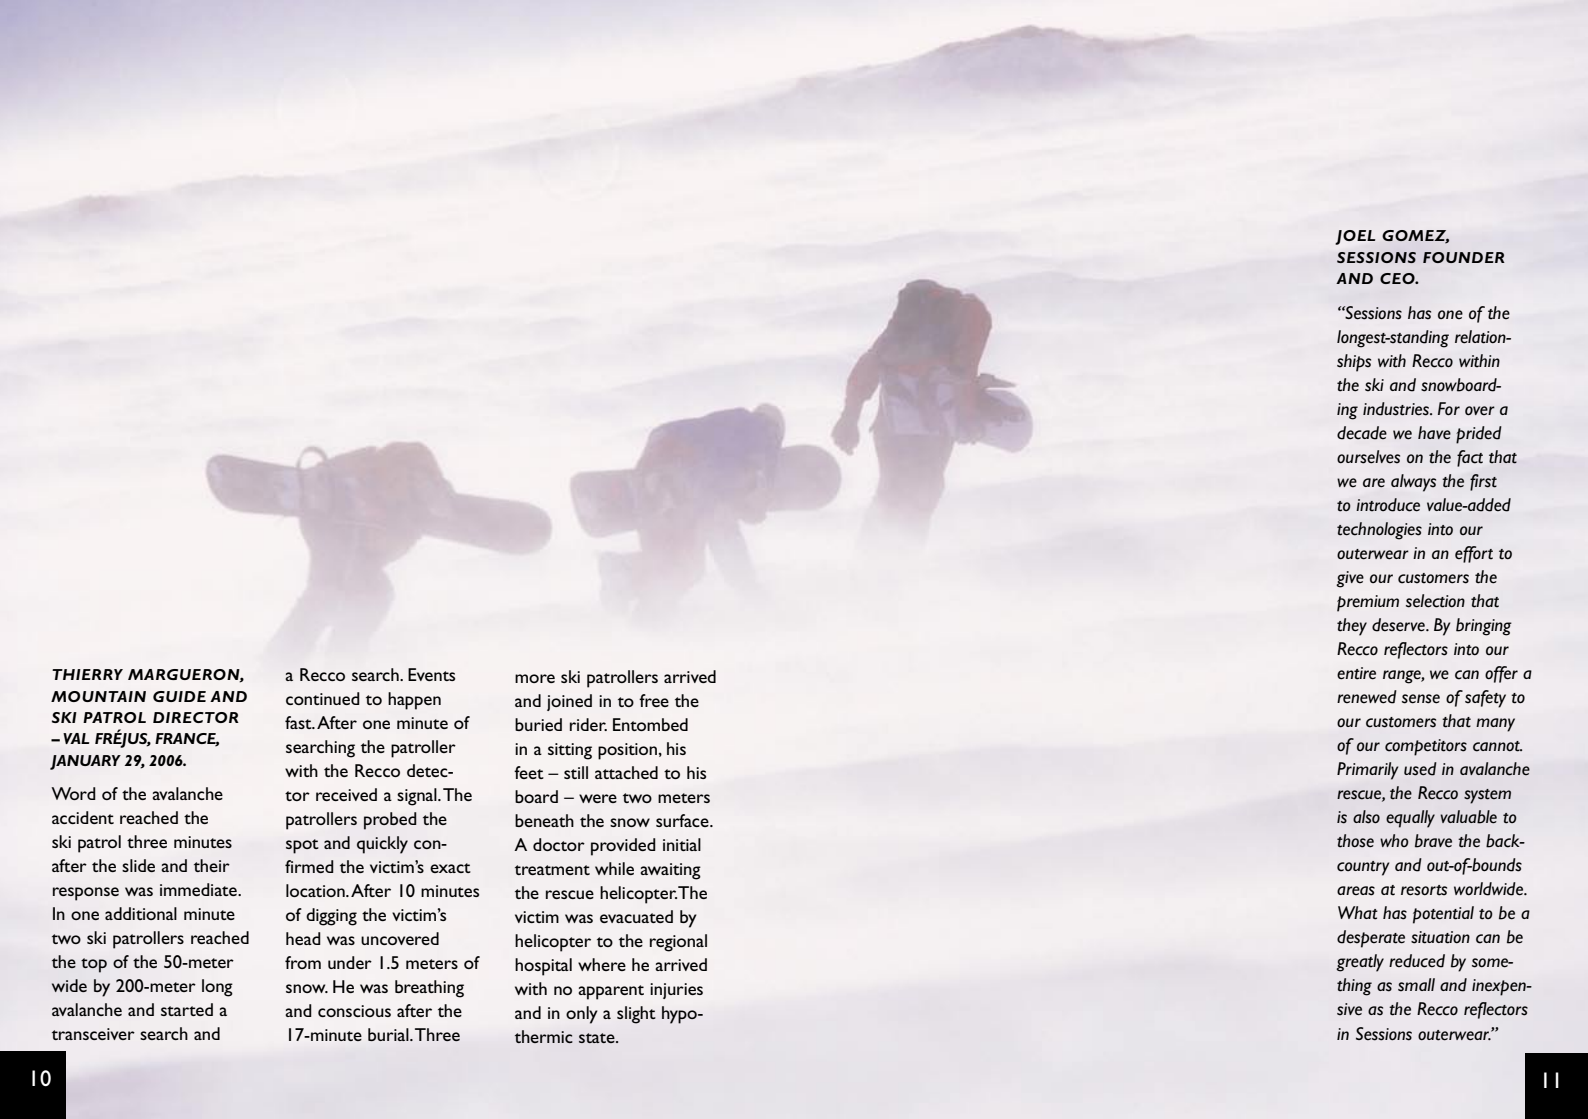 THIERRY MARGUERON,
MOUNTAIN GUIDE AND
SKI PATROL DIRECTOR
– VAL FRÉJUS, FRANCE,
JANUARY 29, 2006.
Word of the avalanche
accident reached the
ski patrol three minutes
after the slide and their
response was immediate.
In one additional minute
two ski patrollers reached
the top of the 50-meter
wide by 200-meter long
avalanche and started a
transceiver search and
a Recco search. Events
continued to happen
fast. After one minute of
searching the patroller
with the Recco detec-
tor received a signal. The
patrollers probed the
spot and quickly con-
firmed the victim’s exact
location. After 10 minutes
of digging the victim’s
head was uncovered
from under 1.5 meters of
snow. He was breathing
and conscious after the
17-minute burial. Three
more ski patrollers arrived
and joined in to free the
buried rider. Entombed
in a sitting position, his
feet – still attached to his
board – were two meters
beneath the snow surface.
A doctor provided initial
treatment while awaiting
the rescue helicopter. The
victim was evacuated by
helicopter to the regional
hospital where he arrived
with no apparent injuries
and in only a slight hypo-
thermic state.
10
JOEL GOMEZ,
SESSIONS FOUNDER
AND CEO.
“Sessions has one of the
longest-standing relation-
ships with Recco within
the ski and snowboard-
ing industries. For over a
decade we have prided
ourselves on the fact that
we are always the first
to introduce value-added
technologies into our
outerwear in an effort to
give our customers the
premium selection that
they deserve. By bringing
Recco reflectors into our
entire range, we can offer a
renewed sense of safety to
our customers that many
of our competitors cannot.
Primarily used in avalanche
rescue, the Recco system
is also equally valuable to
those who brave the back-
country and out-of-bounds
areas at resorts worldwide.
What has potential to be a
desperate situation can be
greatly reduced by some-
thing as small and inexpen-
sive as the Recco reflectors
in Sessions outerwear.”
11